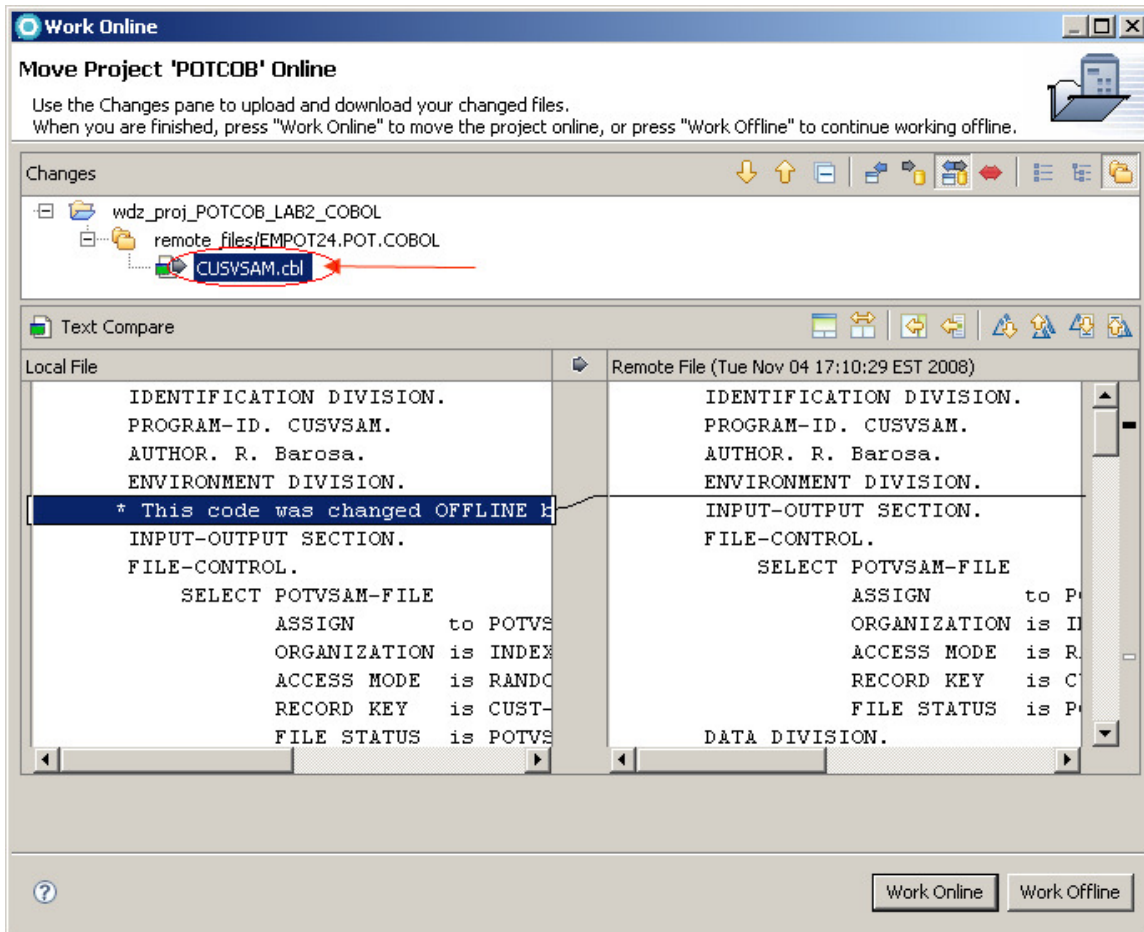 Work Online
Move Project 'POTCOB' Online
Use the Changes pane to upload and download your changed files.
When you are finished, press "Work Online" to move the project online, or press "Work Offline" to continue working offline.
Changes
wdz_proj_POTCOB_LAB2_COBOL
remote_files/EMPOT24.POT.COBOL
CUSVSAM.cbl
Text Compare
Local File
IDENTIFICATION DIVISION.
PROGRAM-ID. CUSVSAM.
AUTHOR. R. Barosa.
ENVIRONMENT DIVISION.
* This code was changed OFFLINE
INPUT-OUTPUT SECTION.
FILE-CONTROL.
SELECT POTVSAM-FILE
ASSIGN to POTVS
ORGANIZATION is INDEX
ACCESS MODE is RANDO
RECORD KEY is CUST-
FILE STATUS is POTVS
Remote File (Tue Nov 04 17:10:29 EST 2008)
IDENTIFICATION DIVISION.
PROGRAM-ID. CUSVSAM.
AUTHOR. R. Barosa.
ENVIRONMENT DIVISION.
INPUT-OUTPUT SECTION.
FILE-CONTROL.
SELECT POTVSAM-FILE
ASSIGN to P
ORGANIZATION is I
ACCESS MODE is R
RECORD KEY is C
FILE STATUS is P
DATA DIVISION.
Work Online
Work Offline